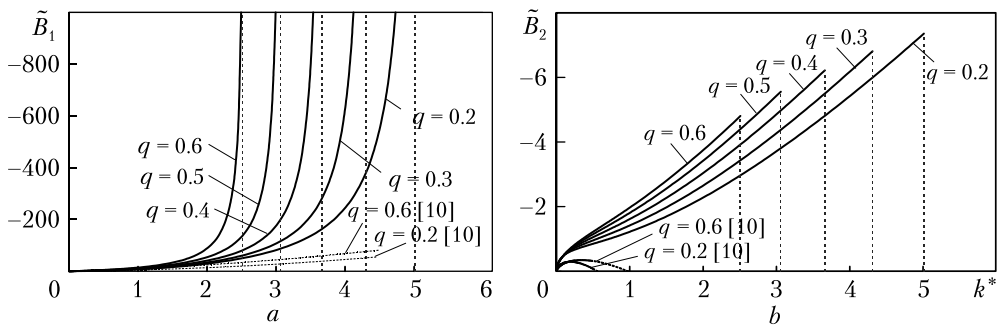 B̃₁
−800
−600
−400
−200
q = 0.6
q = 0.5
q = 0.4
q = 0.2
q = 0.3
q = 0.6 [10]
q = 0.2 [10]
0 1 2 3 4 5 6
a
B̃₂
−6
−4
−2
q = 0.3
q = 0.4
q = 0.5
q = 0.2
q = 0.6
q = 0.6 [10]
q = 0.2 [10]
0 1 2 3 4 5 k*
b